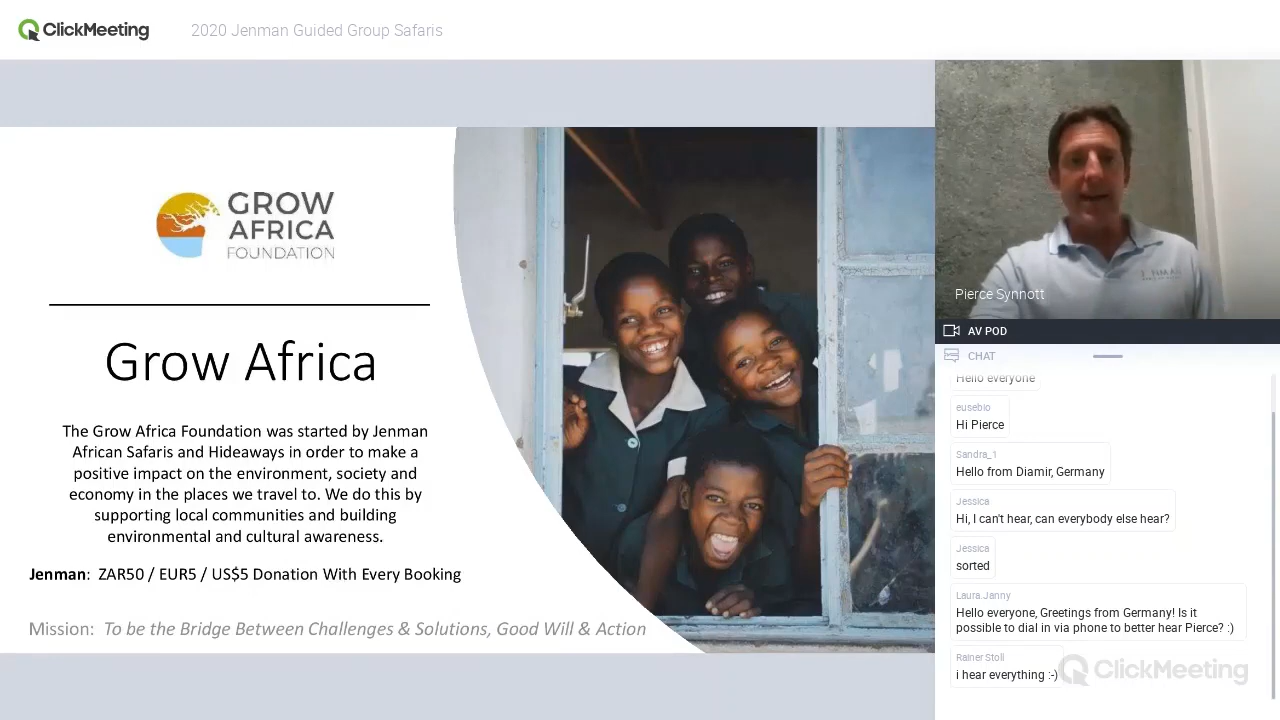 ClickMeeting
2020 Jenman Guided Group Safaris
GROW
AFRICA
FOUNDATION
Grow Africa
The Grow Africa Foundation was started by Jenman
African Safaris and Hideaways in order to make a
positive impact on the environment, society and
economy in the places we travel to. We do this by
supporting local communities and building
environmental and cultural awareness.
Jenman: ZAR50 / EUR5 / US$5 Donation With Every Booking
Mission: To be the Bridge Between Challenges & Solutions, Good Will & Action
Pierce Synnott
AV POD
CHAT
Hello everyone
eusebio
Hi Pierce
Sandra_1
Hello from Diamir, Germany
Jessica
Hi, I can't hear, can everybody else hear?
Jessica
sorted
Laura.Janny
Hello everyone, Greetings from Germany! Is it
possible to dial in via phone to better hear Pierce? :)
Rainer Stoll
i hear everything :-)
ClickMeeting